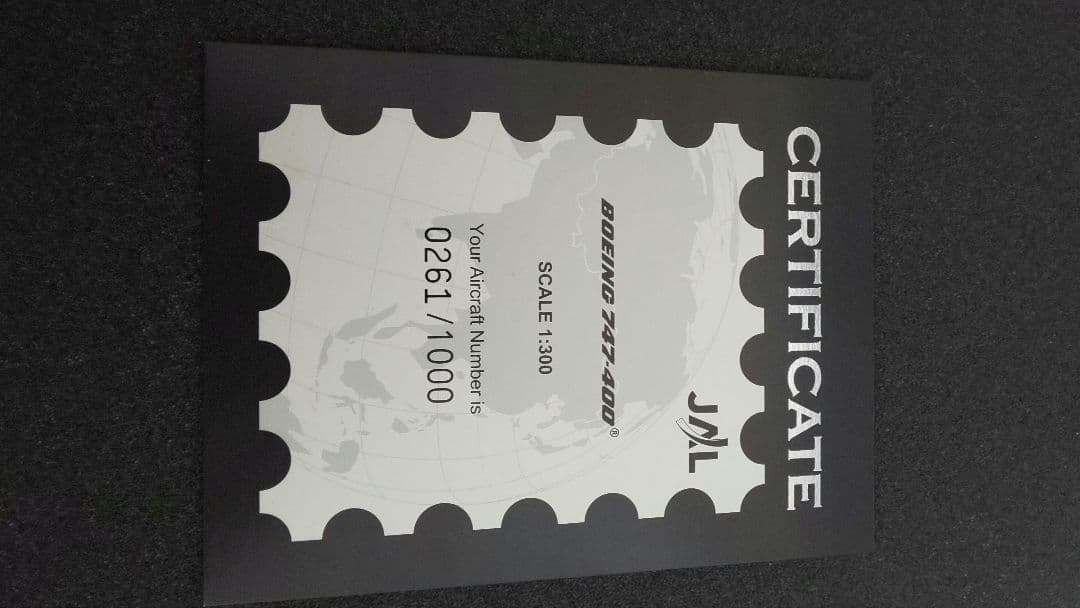 CERTIFICATE
JAL
BOEING 747-400®
SCALE 1:300
Your Aircraft Number is
0261/1000